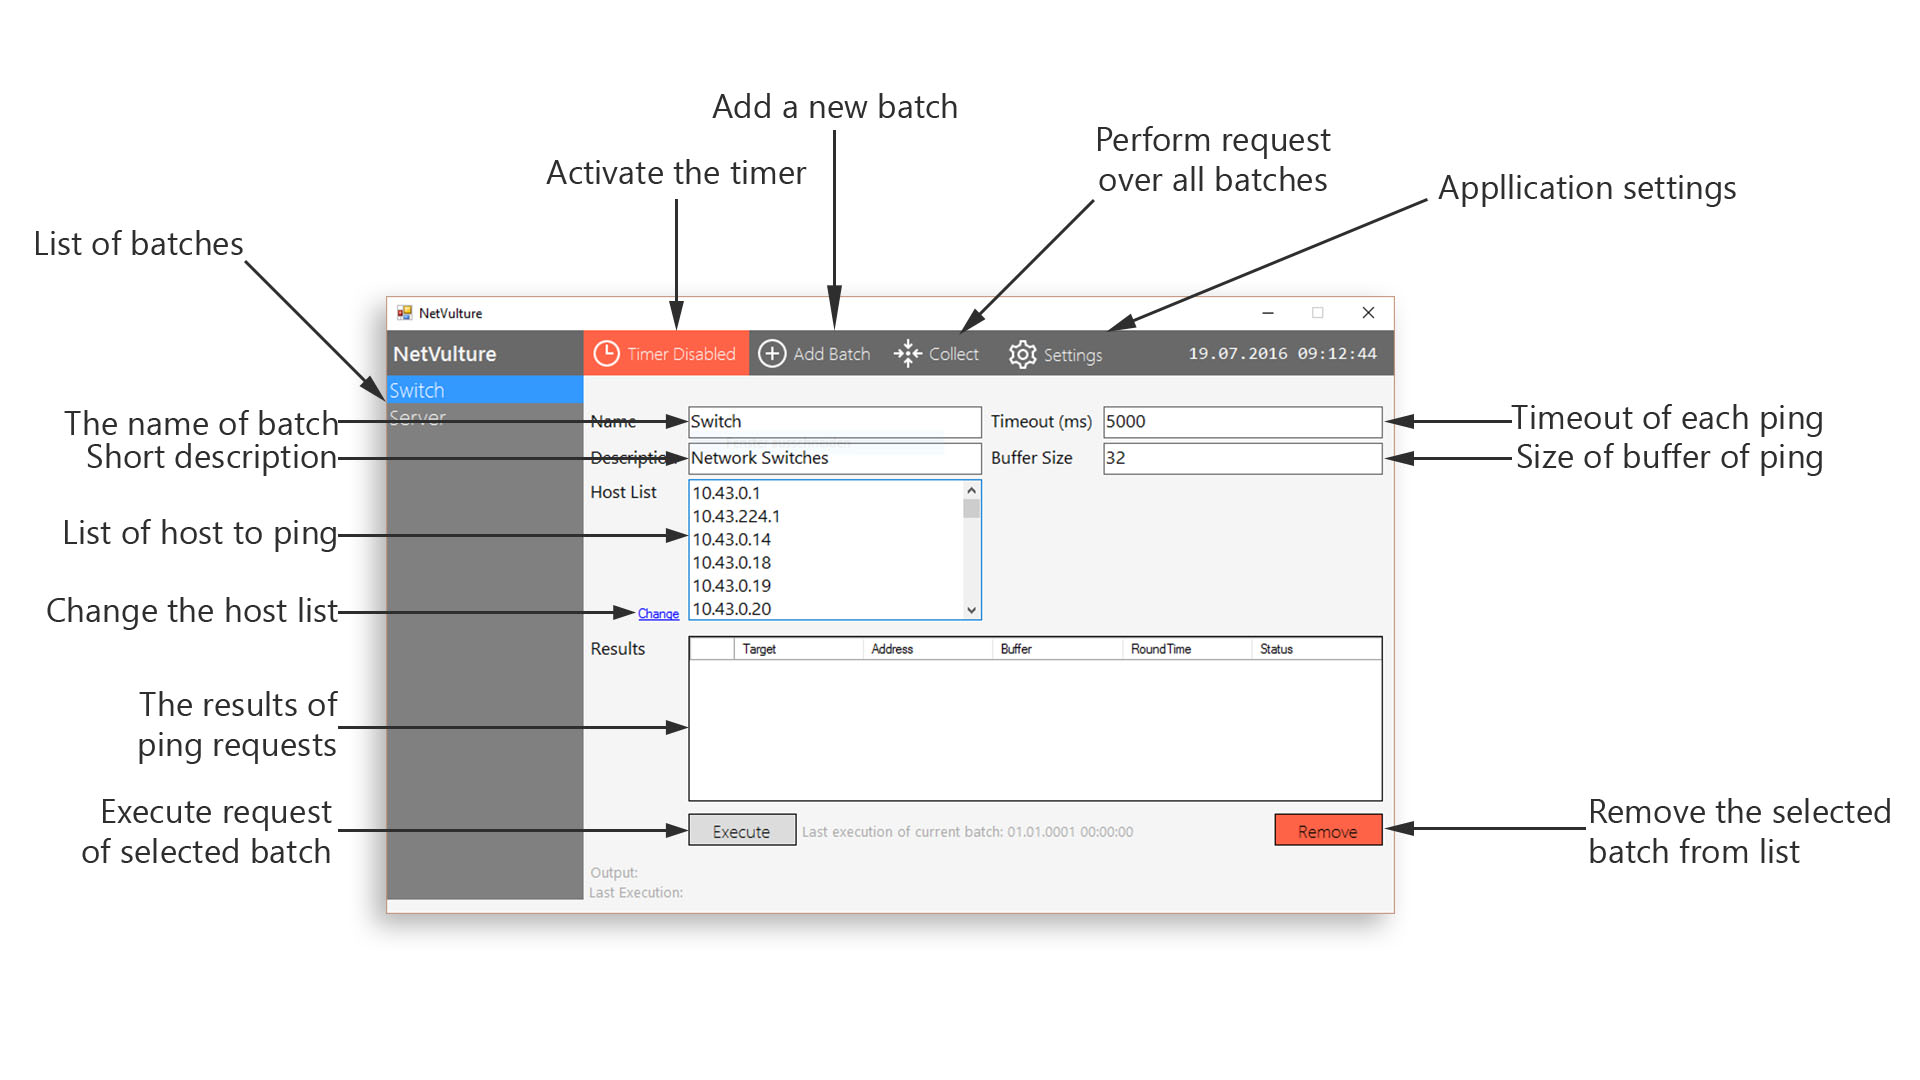 Add a new batch
Perform request
over all batches
Activate the timer
Appllication settings
List of batches
NetVulture
NetVulture
Timer Disabled
Add Batch
Collect
Settings
19.07.2016 09:12:44
Switch
Server
The name of batch
Name
Switch
Timeout (ms)
5000
Timeout of each ping
Fenster ausschneiden
Short description
Description
Network Switches
Buffer Size
32
Size of buffer of ping
Host List
10.43.0.1
10.43.224.1
List of host to ping
10.43.0.14
10.43.0.18
10.43.0.19
10.43.0.20
Change the host list
Change
Results
Target
Address
Buffer
RoundTime
Status
The results of
ping requests
Execute request
of selected batch
Execute
Last execution of current batch: 01.01.0001 00:00:00
Remove
Remove the selected
batch from list
Output:
Last Execution: